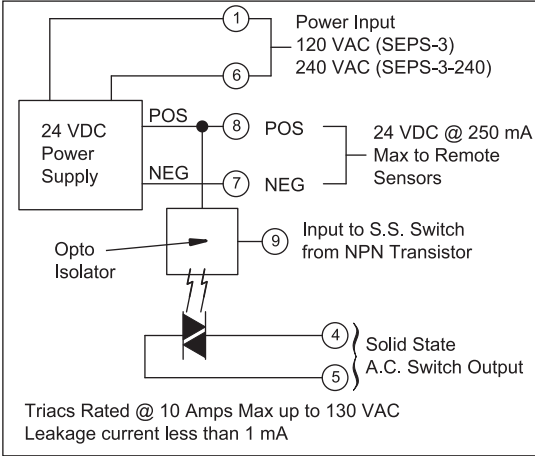 1
Power Input
120 VAC (SEPS-3)
240 VAC (SEPS-3-240)
6
24 VDC
Power
Supply
POS
8
POS
NEG
7
NEG
24 VDC @ 250 mA
Max to Remote
Sensors
Opto
Isolator
9
Input to S.S. Switch
from NPN Transistor
4
5
Solid State
A.C. Switch Output
Triacs Rated @ 10 Amps Max up to 130 VAC
Leakage current less than 1 mA